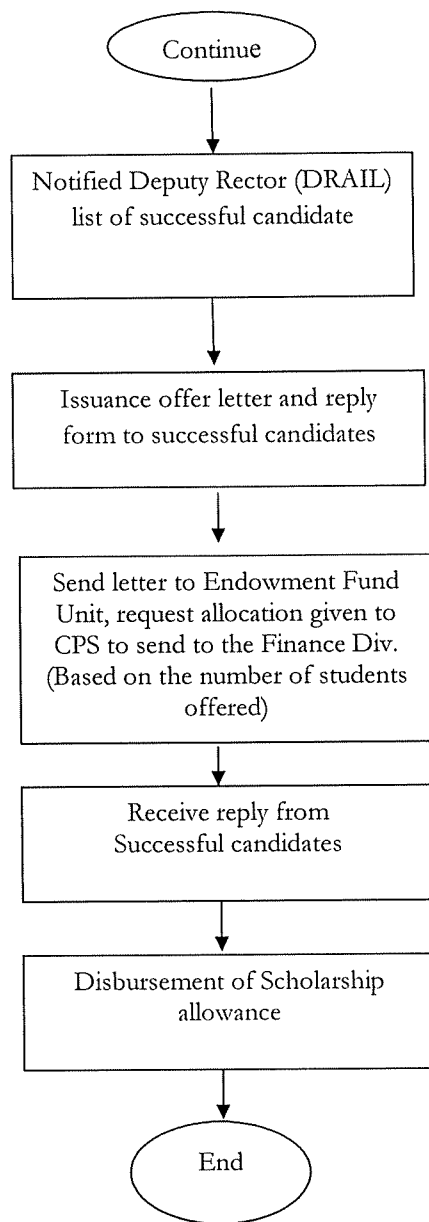 Continue
Notified Deputy Rector (DRAIL)
list of successful candidate
Issuance offer letter and reply
form to successful candidates
Send letter to Endowment Fund
Unit, request allocation given to
CPS to send to the Finance Div.
(Based on the number of students
offered)
Receive reply from
Successful candidates
Disbursement of Scholarship
allowance
End